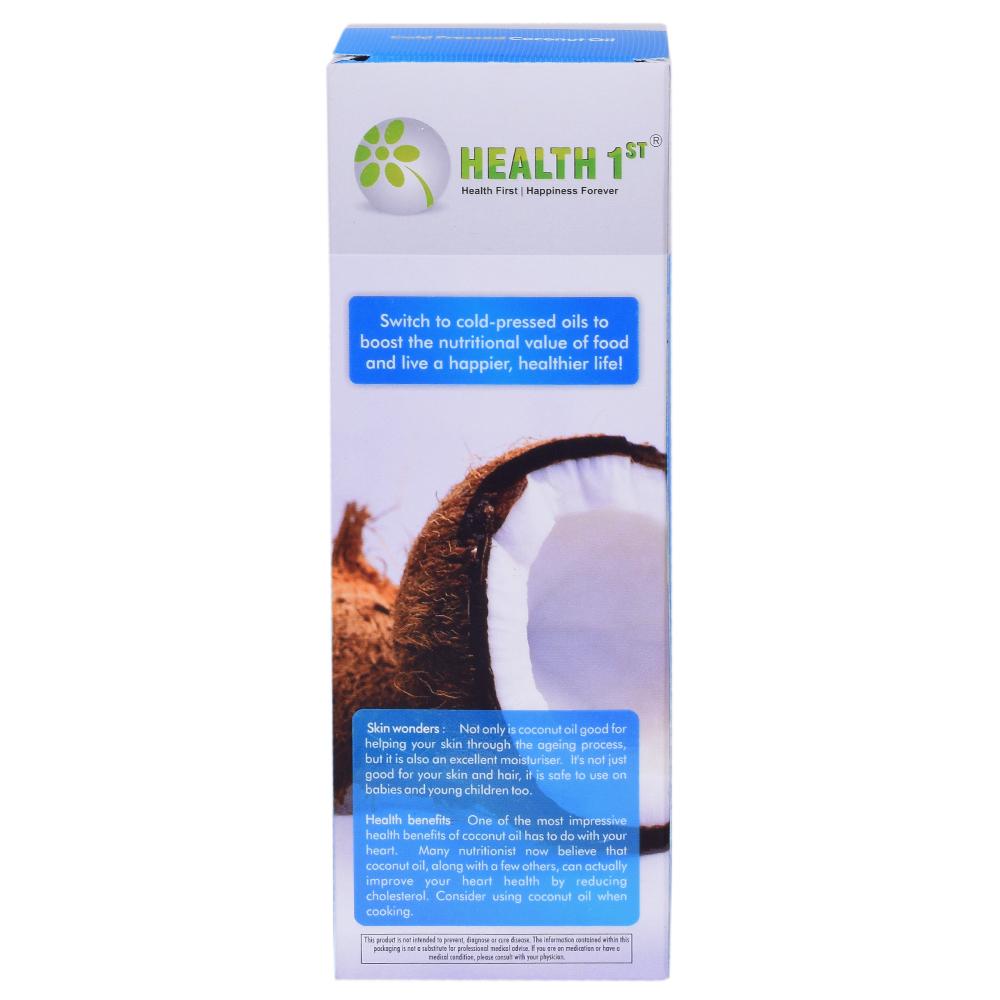 Cold Pressed Coconut Oil
HEALTH 1ST®
Health First | Happiness Forever
Switch to cold-pressed oils to
boost the nutritional value of food
and live a happier, healthier life!
Skin wonders : Not only is coconut oil good for
helping your skin through the ageing process,
but it is also an excellent moisturiser. It's not just
good for your skin and hair, it is safe to use on
babies and young children too.
Health benefits One of the most impressive
health benefits of coconut oil has to do with your
heart. Many nutritionist now believe that
coconut oil, along with a few others, can actually
improve your heart health by reducing
cholesterol. Consider using coconut oil when
cooking.
This product is not intended to prevent, diagnose or cure disease. The information contained within this
packaging is not a substitute for professional medical advise. If you are on medication or have a
medical condition, please consult with your physician.